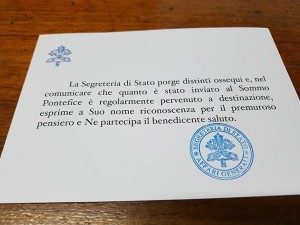 La Segreteria di Stato porge distinti ossequi e, nel
comunicare che quanto è stato inviato al Sommo
Pontefice è regolarmente pervenuto a destinazione,
esprime a Suo nome riconoscenza per il premuroso
pensiero e Ne partecipa il benedicente saluto.
SEGRETERIA DI STATO
AFFARI GENERALI